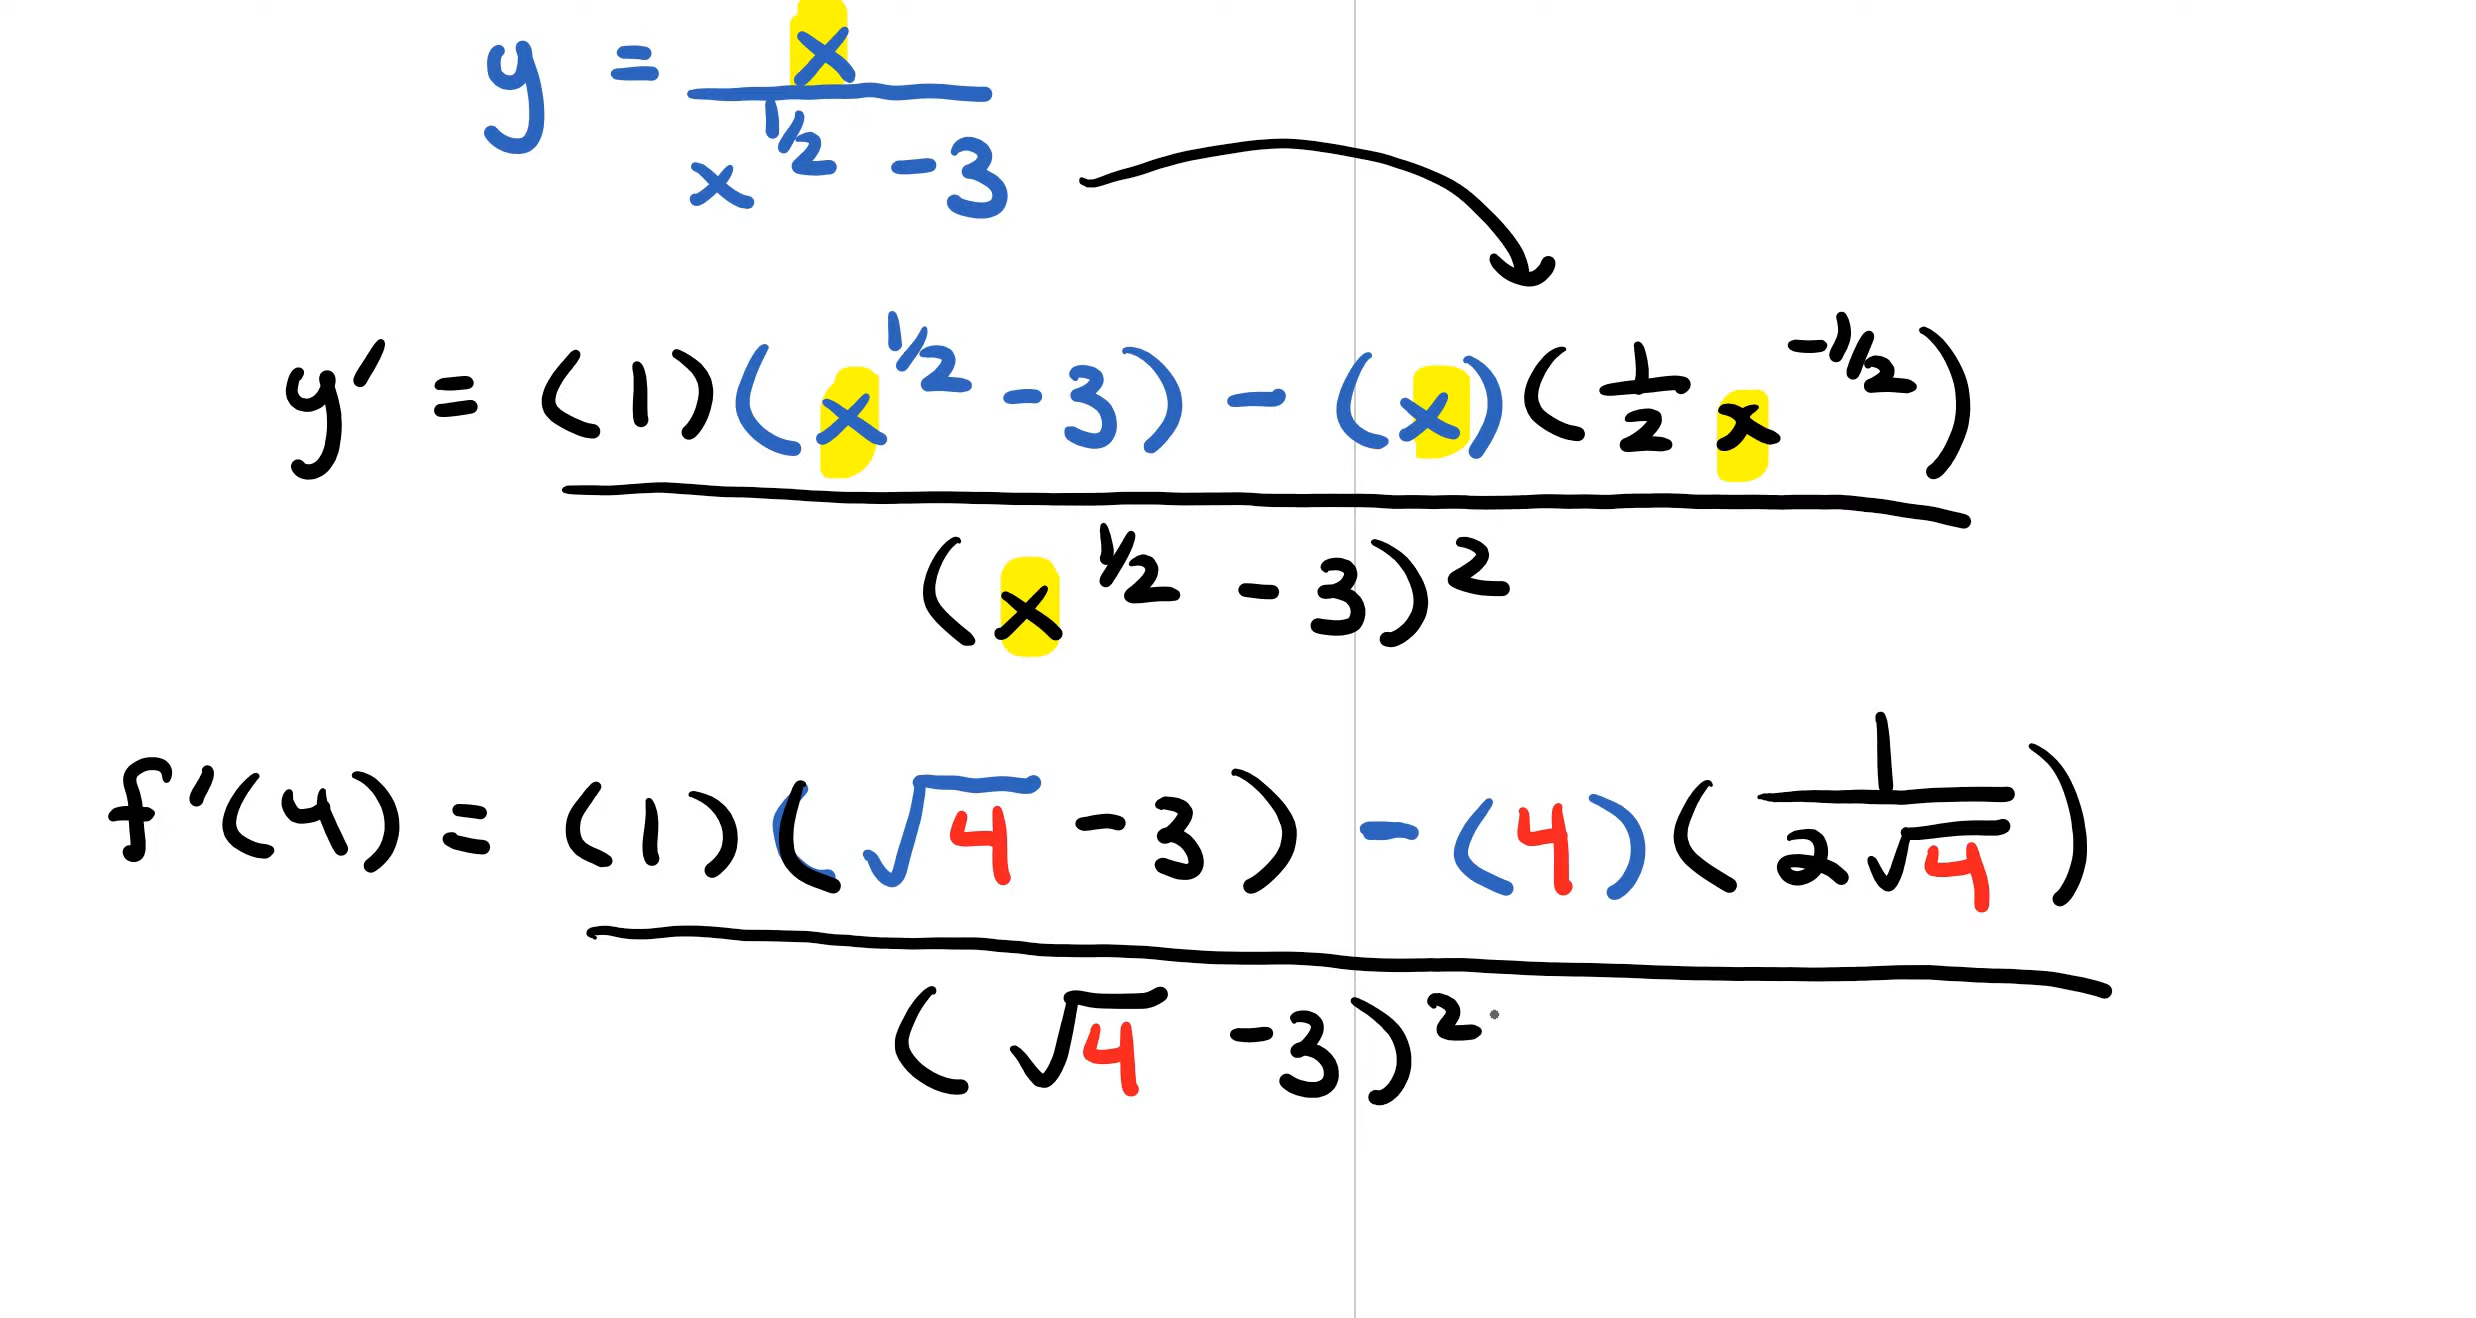 y = x / (x^1/2 - 3)
y' = (1)(x^1/2 - 3) - (x)(1/2 x^-1/2) / (x^1/2 - 3)^2
f'(4) = (1)(√4 - 3) - (4)(1 / 2√4) / (√4 - 3)^2